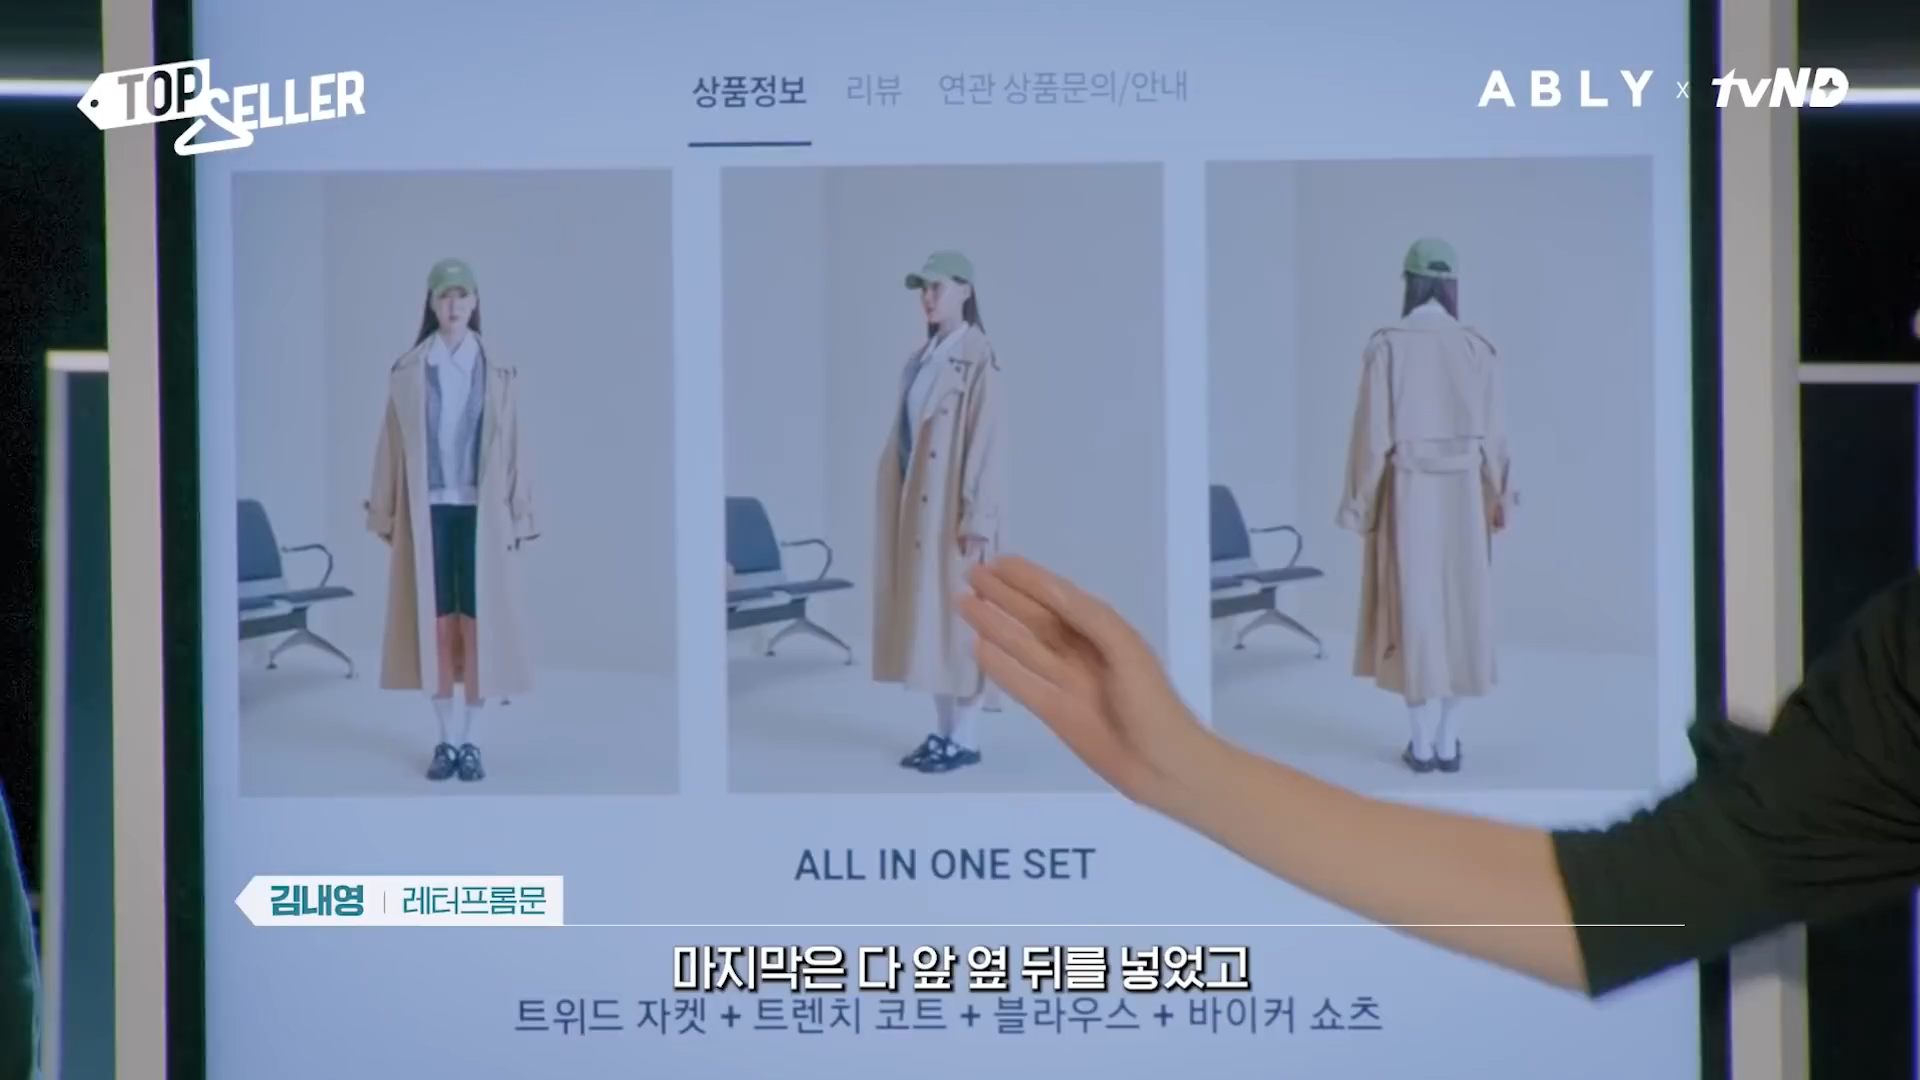 TOP SELLER
ABLY x tvND
상품정보 리뷰 연관 상품문의/안내
ALL IN ONE SET
김내영 | 레터프롬문
마지막은 다 앞 옆 뒤를 넣었고
트위드 자켓 + 트렌치 코트 + 블라우스 + 바이커 쇼츠